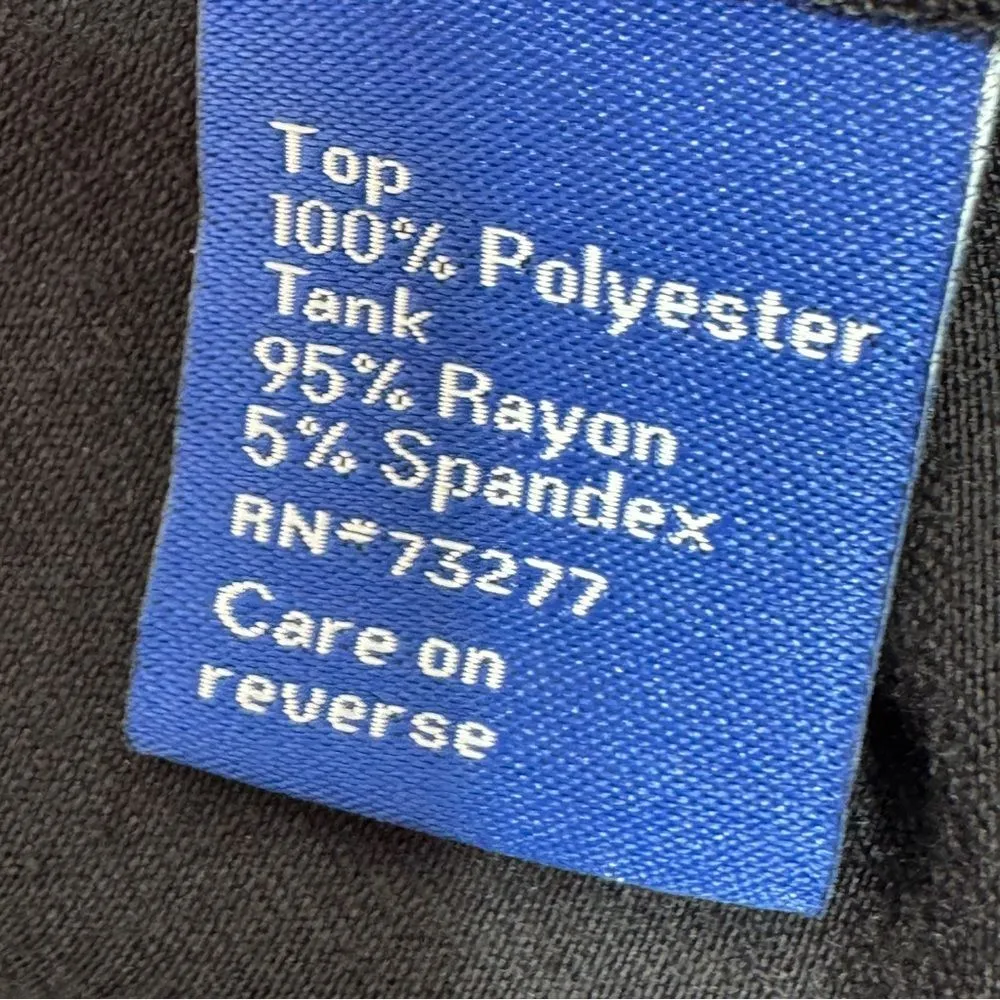 Top
100% Polyester
Tank
95% Rayon
5% Spandex
RN#73277
Care on
reverse